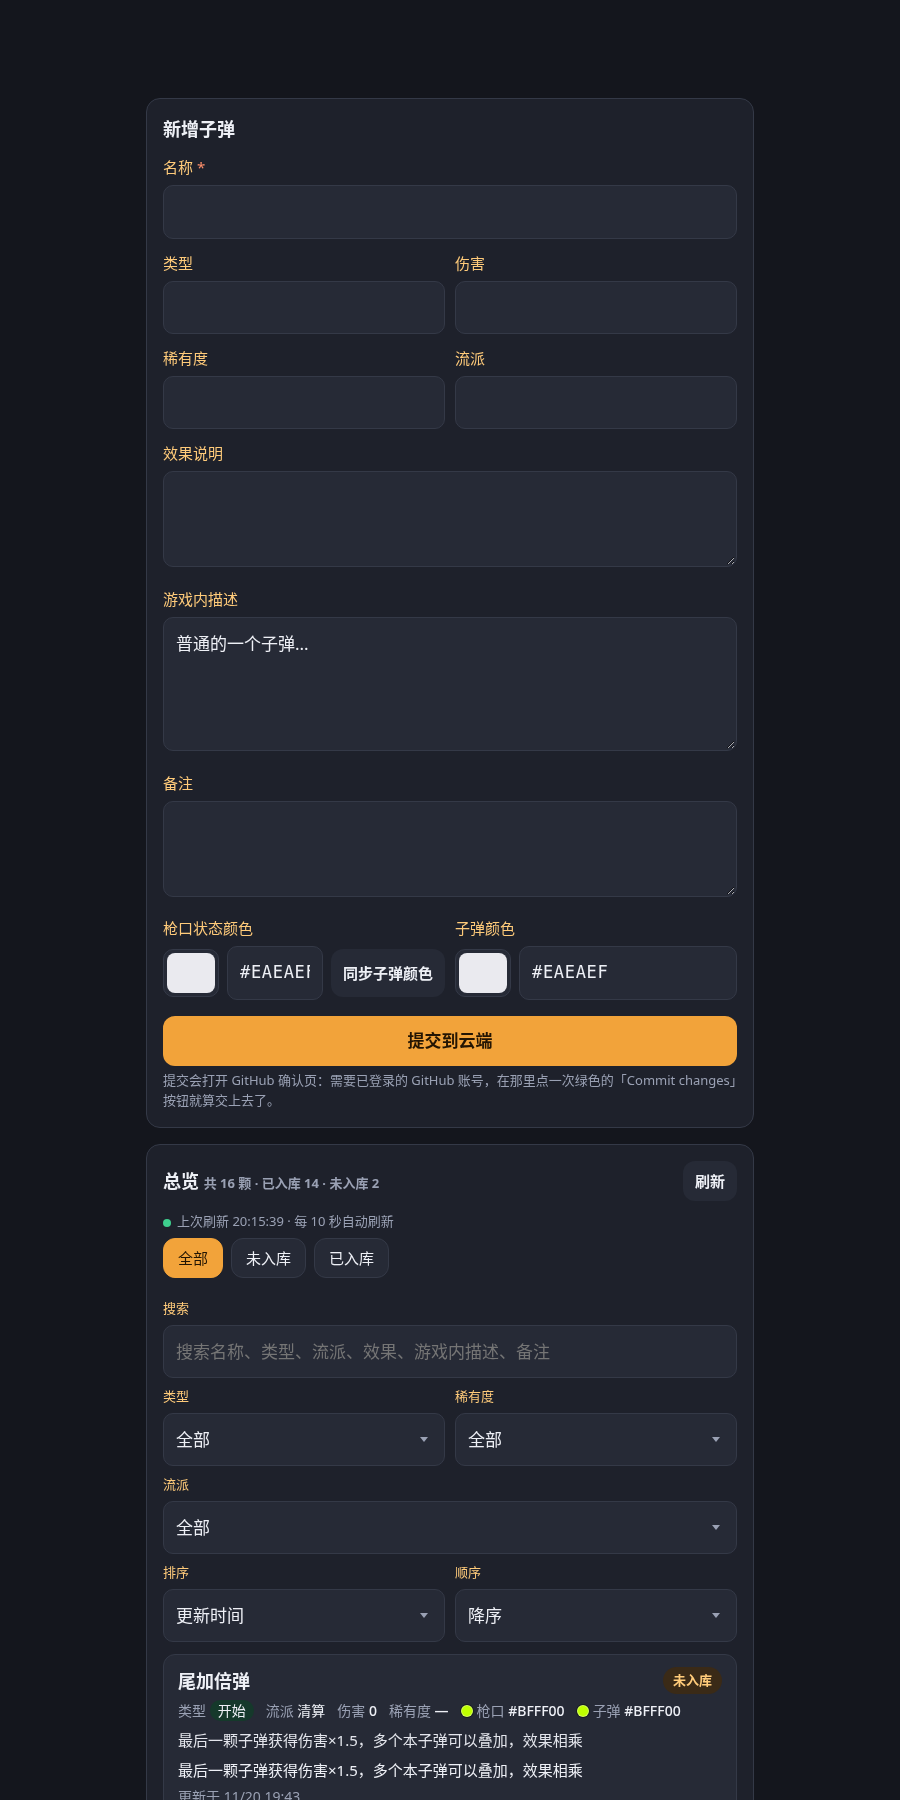 新增子弹
名称 *
类型 伤害
稀有度 流派
效果说明
游戏内描述
普通的一个子弹...
备注
枪口状态颜色 子弹颜色
#EAEAEF 同步子弹颜色 #EAEAEF
提交到云端
提交会打开 GitHub 确认页：需要已登录的 GitHub 账号，在那里点一次绿色的「Commit changes」
按钮就算交上去了。
总览 共 16 颗 · 已入库 14 · 未入库 2 刷新
上次刷新 20:15:39 · 每 10 秒自动刷新
全部 未入库 已入库
搜索
搜索名称、类型、流派、效果、游戏内描述、备注
类型 稀有度
全部 全部
流派
全部
排序 顺序
更新时间 降序
尾加倍弹 未入库
类型 开始 流派 清算 伤害 0 稀有度 — 枪口 #BFFF00 子弹 #BFFF00
最后一颗子弹获得伤害×1.5，多个本子弹可以叠加，效果相乘
最后一颗子弹获得伤害×1.5，多个本子弹可以叠加，效果相乘
更新于 11/20 19:43